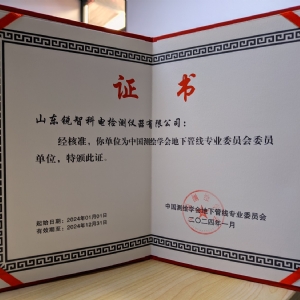 证书
山东锐智科电检测仪器有限公司：
经核准，你单位为中国测绘学会地下管线专业委员会委员
单位，特颁此证。
起始日期：2024年01月01日
有效期至：2024年12月31日
中国测绘学会地下管线专业委员会
二〇二四年一月